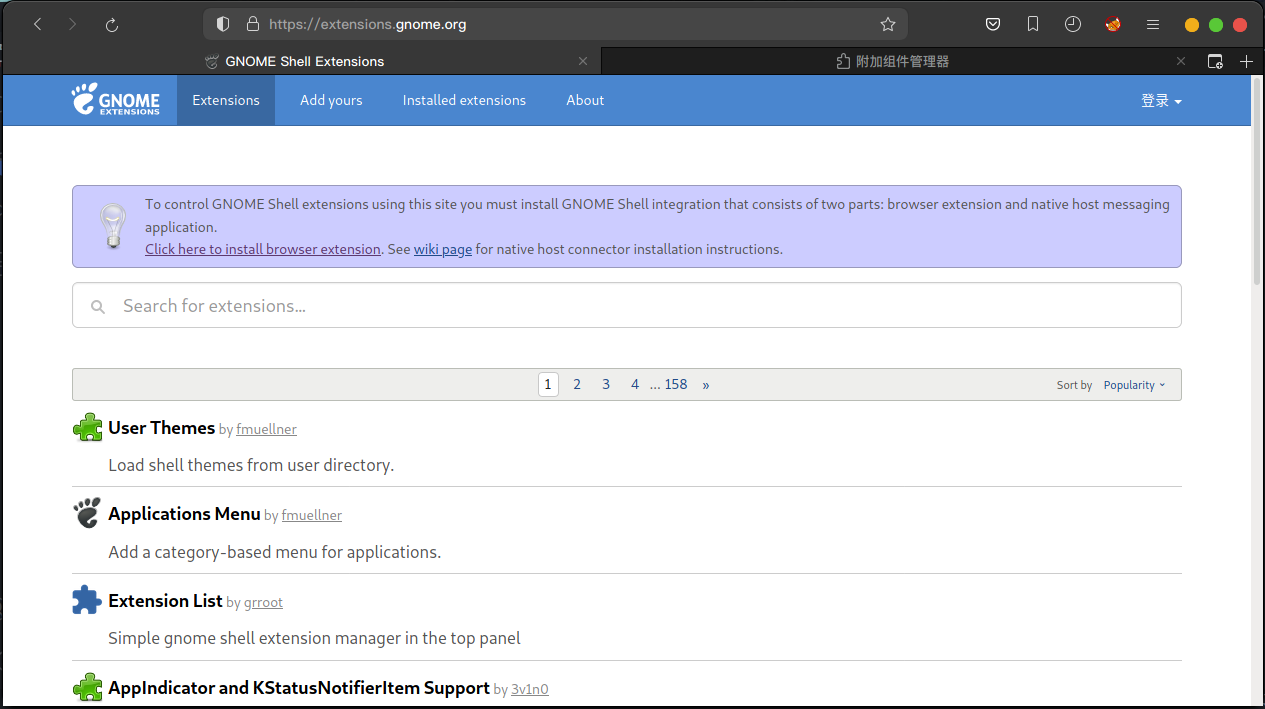 https://extensions.gnome.org
GNOME Shell Extensions
附加组件管理器
GNOME
EXTENSIONS
Extensions
Add yours
Installed extensions
About
登录
To control GNOME Shell extensions using this site you must install GNOME Shell integration that consists of two parts: browser extension and native host messaging
application.
Click here to install browser extension. See wiki page for native host connector installation instructions.
Search for extensions...
1 2 3 4 ... 158 »
Sort by Popularity
User Themes by fmuellner
Load shell themes from user directory.
Applications Menu by fmuellner
Add a category-based menu for applications.
Extension List by grroot
Simple gnome shell extension manager in the top panel
AppIndicator and KStatusNotifierItem Support by 3v1n0